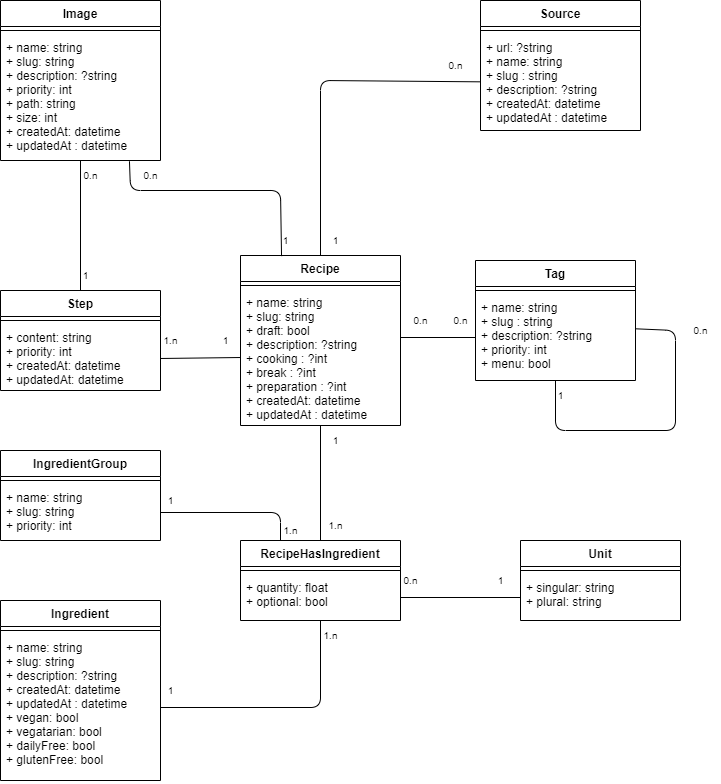 Image
+ name: string
+ slug: string
+ description: ?string
+ priority: int
+ path: string
+ size: int
+ createdAt: datetime
+ updatedAt : datetime
Source
+ url: ?string
+ name: string
+ slug : string
+ description: ?string
+ createdAt: datetime
+ updatedAt : datetime
0.n
0.n
0.n
1
1
1
Step
+ content: string
+ priority: int
+ createdAt: datetime
+ updatedAt: datetime
1.n
1
Recipe
+ name: string
+ slug: string
+ draft: bool
+ description: ?string
+ cooking : ?int
+ break : ?int
+ preparation : ?int
+ createdAt: datetime
+ updatedAt : datetime
0.n
0.n
Tag
+ name: string
+ slug : string
+ description: ?string
+ priority: int
+ menu: bool
0.n
1
1
IngredientGroup
+ name: string
+ slug: string
+ priority: int
1
1.n
1.n
RecipeHasIngredient
+ quantity: float
+ optional: bool
0.n
1
Unit
+ singular: string
+ plural: string
1.n
Ingredient
+ name: string
+ slug: string
+ description: ?string
+ createdAt: datetime
+ updatedAt : datetime
+ vegan: bool
+ vegatarian: bool
+ dailyFree: bool
+ glutenFree: bool
1